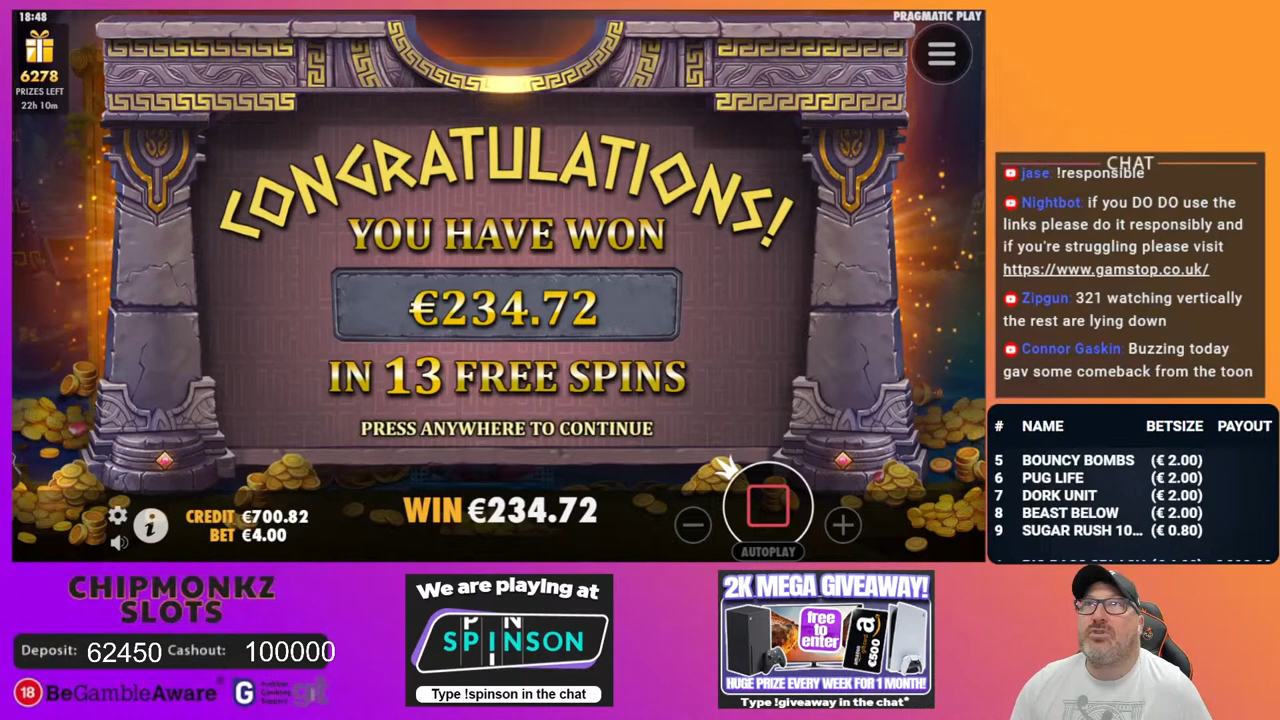 18:48
PRAGMATIC PLAY
6278
PRIZES LEFT
22h 10m
CONGRATULATIONS!
YOU HAVE WON
€234.72
IN 13 FREE SPINS
PRESS ANYWHERE TO CONTINUE
CREDIT €700.82
BET €4.00
WIN €234.72
AUTOPLAY
CHAT
jase: !responsible
Nightbot: if you DO DO use the
links please do it responsibly and
if you're struggling please visit
https://www.gamstop.co.uk/
Zipgun: 321 watching vertically
the rest are lying down
Connor Gaskin: Buzzing today
gav some comeback from the toon
# NAME BETSIZE PAYOUT
5 BOUNCY BOMBS (€ 2.00)
6 PUG LIFE (€ 2.00)
7 DORK UNIT (€ 2.00)
8 BEAST BELOW (€ 2.00)
9 SUGAR RUSH 10... (€ 0.80)
CHIPMONKZ
SLOTS
Deposit: 62450 Cashout: 100000
18 BeGambleAware
We are playing at
SPINSON
Type !spinson in the chat
2K MEGA GIVEAWAY!
free
to
enter
a
amazon
€500
HUGE PRIZE EVERY WEEK FOR 1 MONTH!
Type !giveaway in the chat"